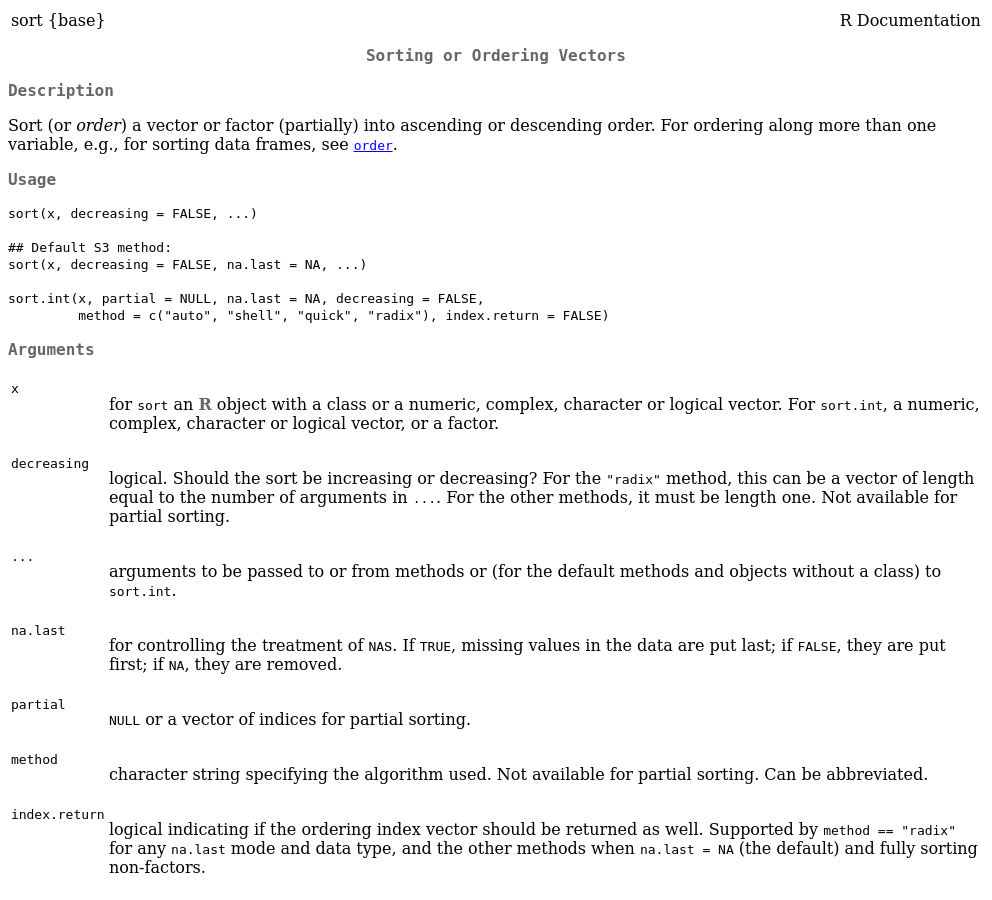 sort {base}
R Documentation
Sorting or Ordering Vectors
Description
Sort (or order) a vector or factor (partially) into ascending or descending order. For ordering along more than one
variable, e.g., for sorting data frames, see order.
Usage
sort(x, decreasing = FALSE, ...)
## Default S3 method:
sort(x, decreasing = FALSE, na.last = NA, ...)
sort.int(x, partial = NULL, na.last = NA, decreasing = FALSE,
         method = c("auto", "shell", "quick", "radix"), index.return = FALSE)
Arguments
x
for sort an R object with a class or a numeric, complex, character or logical vector. For sort.int, a numeric,
complex, character or logical vector, or a factor.
decreasing
logical. Should the sort be increasing or decreasing? For the "radix" method, this can be a vector of length
equal to the number of arguments in .... For the other methods, it must be length one. Not available for
partial sorting.
...
arguments to be passed to or from methods or (for the default methods and objects without a class) to
sort.int.
na.last
for controlling the treatment of NAs. If TRUE, missing values in the data are put last; if FALSE, they are put
first; if NA, they are removed.
partial
NULL or a vector of indices for partial sorting.
method
character string specifying the algorithm used. Not available for partial sorting. Can be abbreviated.
index.return
logical indicating if the ordering index vector should be returned as well. Supported by method == "radix"
for any na.last mode and data type, and the other methods when na.last = NA (the default) and fully sorting
non-factors.